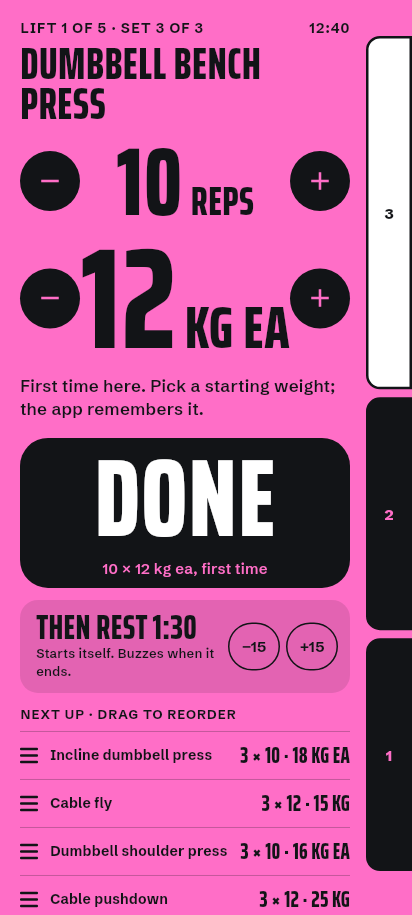 LIFT 1 OF 5 · SET 3 OF 3 12:40
DUMBBELL BENCH
PRESS
− 10 REPS +
− 12 KG EA +
First time here. Pick a starting weight;
the app remembers it.
DONE
10 × 12 kg ea, first time
THEN REST 1:30
Starts itself. Buzzes when it
ends.
−15 +15
NEXT UP · DRAG TO REORDER
Incline dumbbell press 3 × 10 · 18 KG EA
Cable fly 3 × 12 · 15 KG
Dumbbell shoulder press 3 × 10 · 16 KG EA
Cable pushdown 3 × 12 · 25 KG
3
2
1